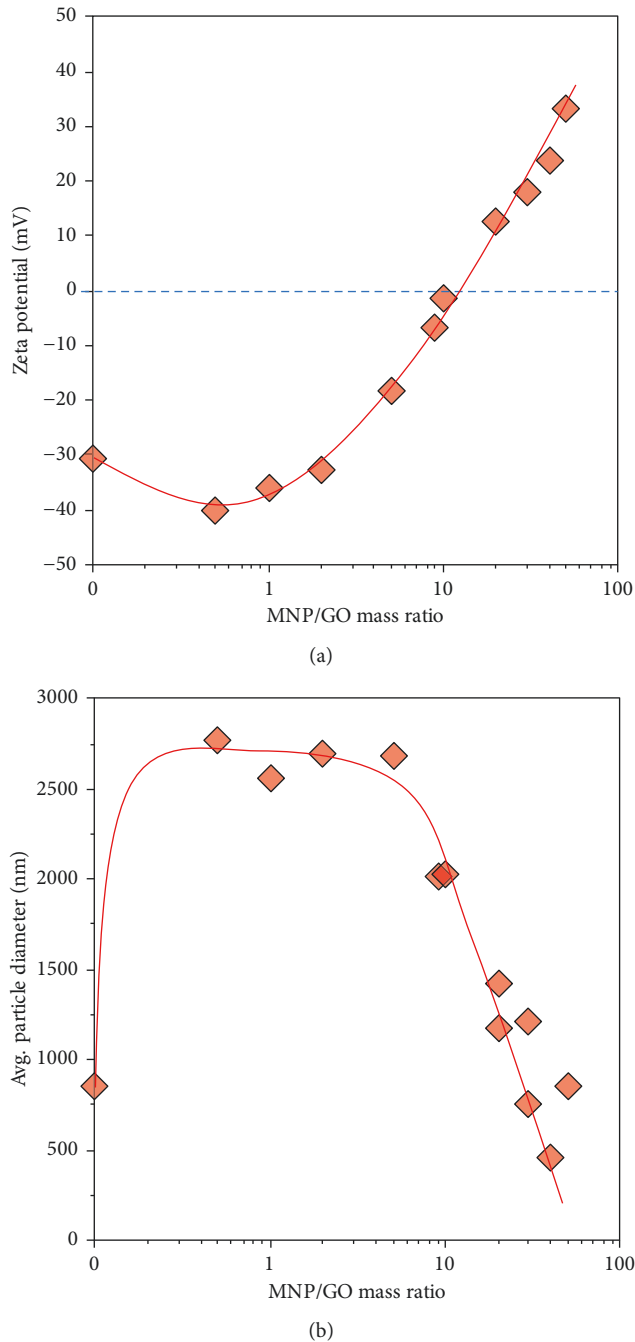 50
40
30
20
10
0
−10
−20
−30
−40
−50
Zeta potential (mV)
0 1 10 100
MNP/GO mass ratio
(a)
3000
2500
2000
1500
1000
500
0
Avg. particle diameter (nm)
0 1 10 100
MNP/GO mass ratio
(b)